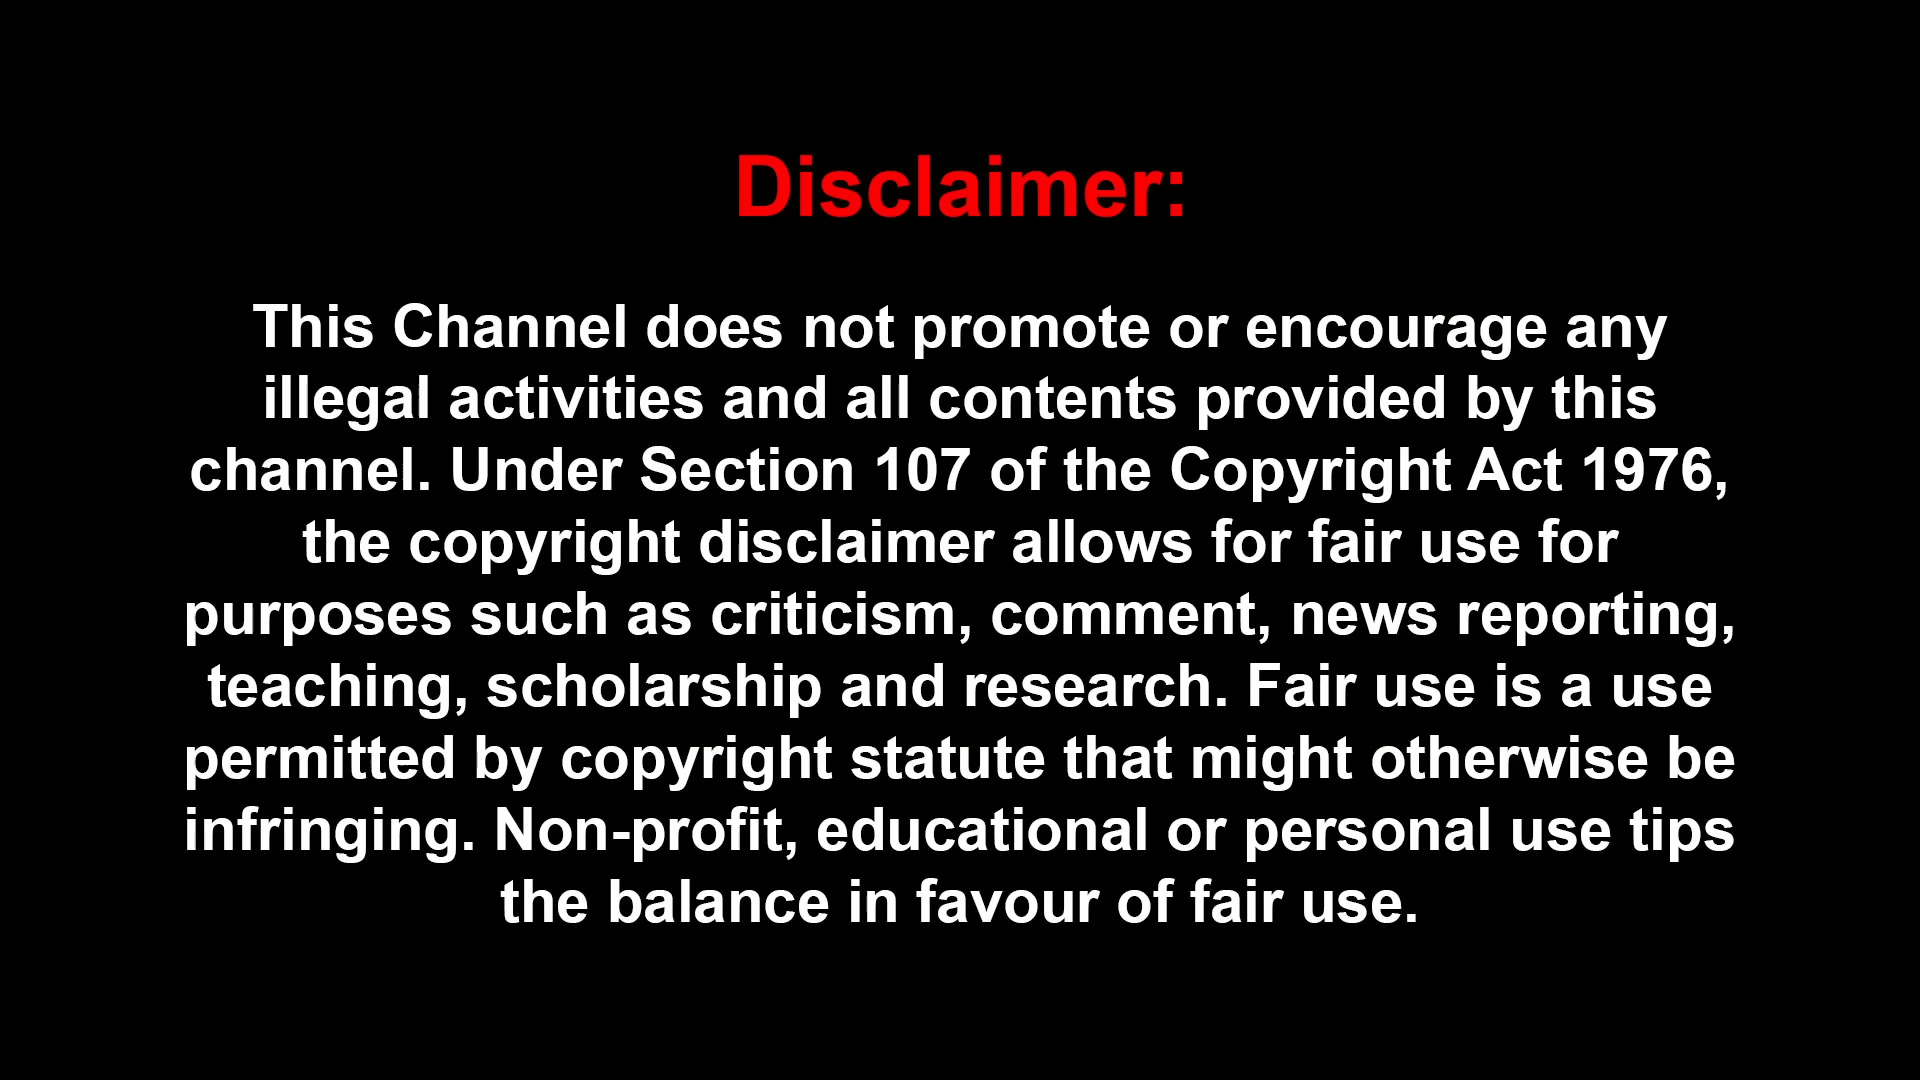 Disclaimer:
This Channel does not promote or encourage any
illegal activities and all contents provided by this
channel. Under Section 107 of the Copyright Act 1976,
the copyright disclaimer allows for fair use for
purposes such as criticism, comment, news reporting,
teaching, scholarship and research. Fair use is a use
permitted by copyright statute that might otherwise be
infringing. Non-profit, educational or personal use tips
the balance in favour of fair use.